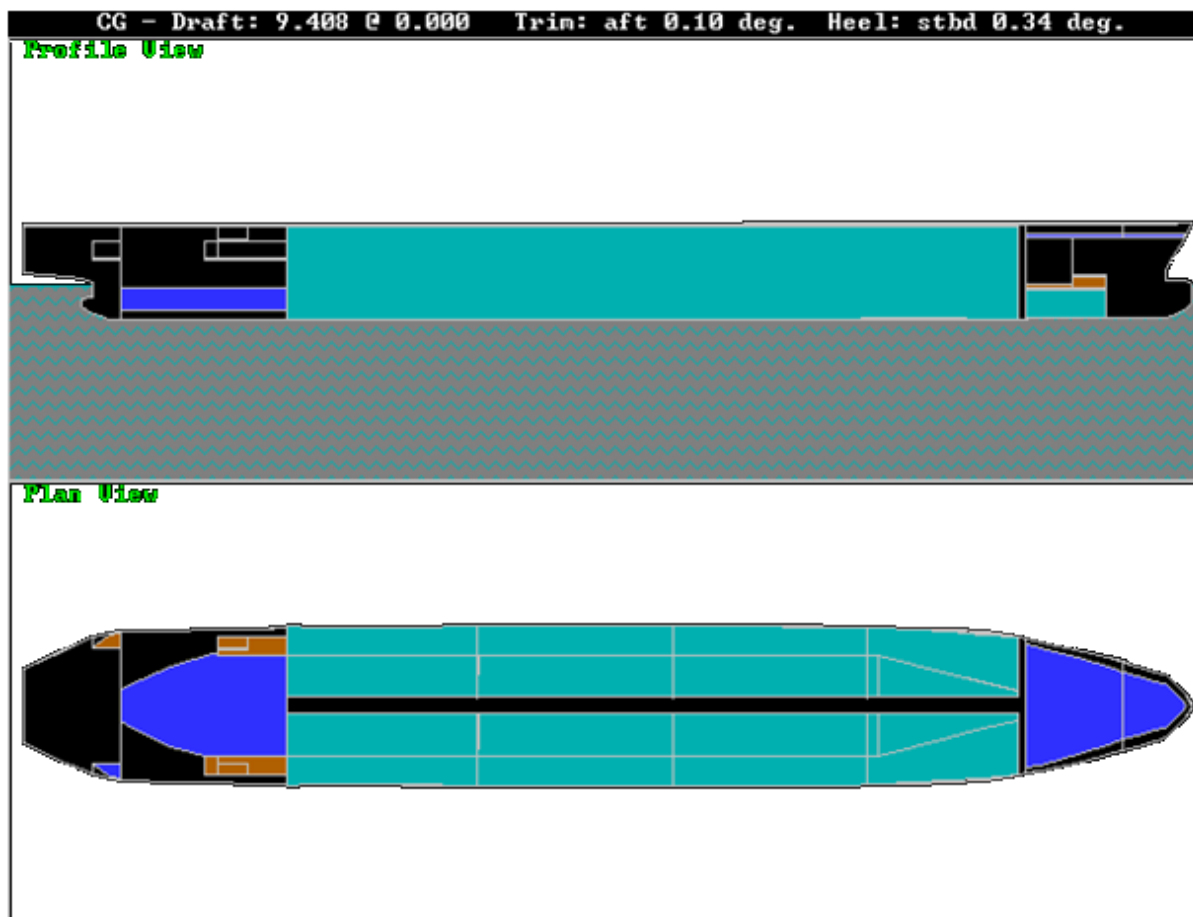 CG - Draft: 9.408 @ 0.000 Trim: aft 0.10 deg. Heel: stbd 0.34 deg.
Profile View
Plan View